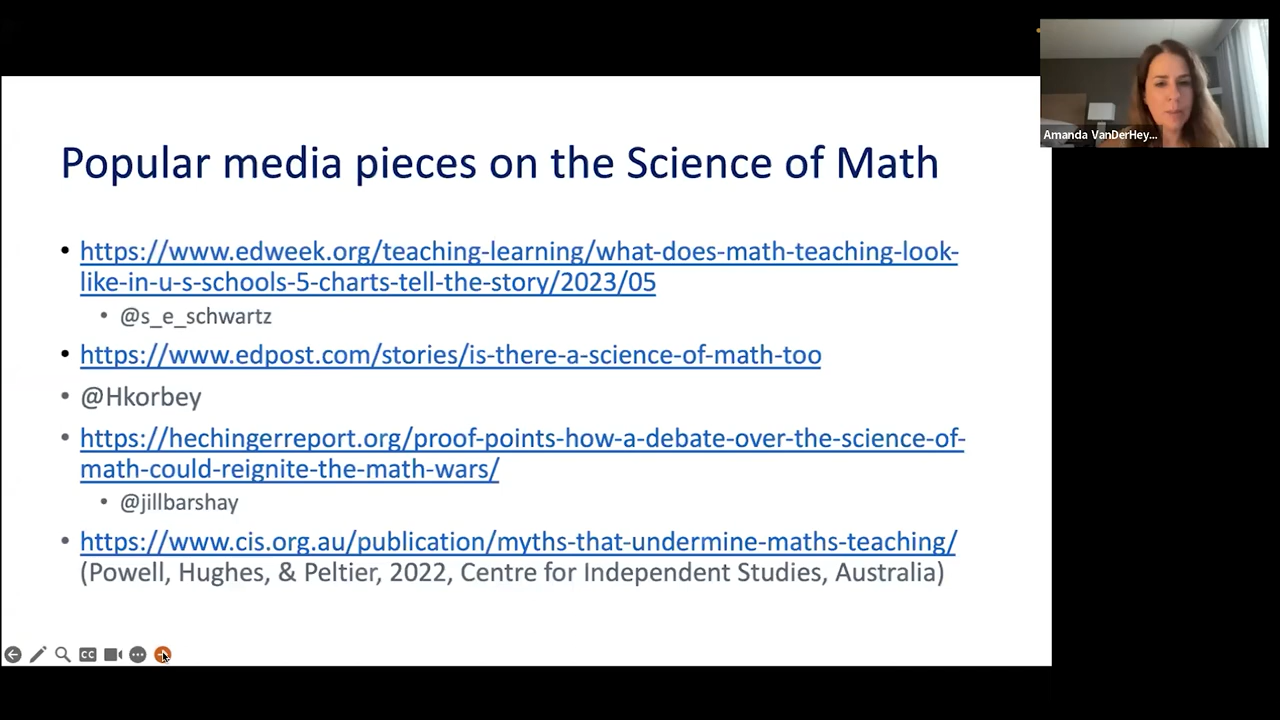 Amanda VanDerHey...
Popular media pieces on the Science of Math
• https://www.edweek.org/teaching-learning/what-does-math-teaching-look-
like-in-u-s-schools-5-charts-tell-the-story/2023/05
• @s_e_schwartz
• https://www.edpost.com/stories/is-there-a-science-of-math-too
• @Hkorbey
• https://hechingerreport.org/proof-points-how-a-debate-over-the-science-of-
math-could-reignite-the-math-wars/
• @jillbarshay
• https://www.cis.org.au/publication/myths-that-undermine-maths-teaching/
(Powell, Hughes, & Peltier, 2022, Centre for Independent Studies, Australia)
CC